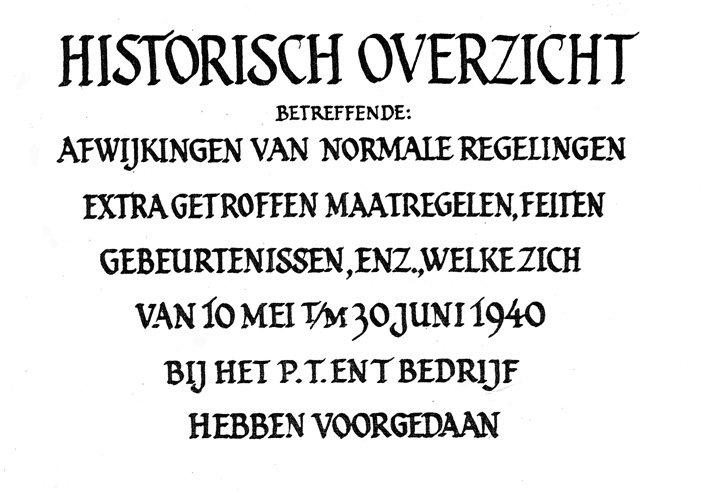 HISTORISCH OVERZICHT
BETREFFENDE:
AFWIJKINGEN VAN NORMALE REGELINGEN
EXTRA GETROFFEN MAATREGELEN, FEITEN
GEBEURTENISSEN, ENZ., WELKE ZICH
VAN 10 MEI T/M 30 JUNI 1940
BIJ HET P.T. EN T BEDRIJF
HEBBEN VOORGEDAAN